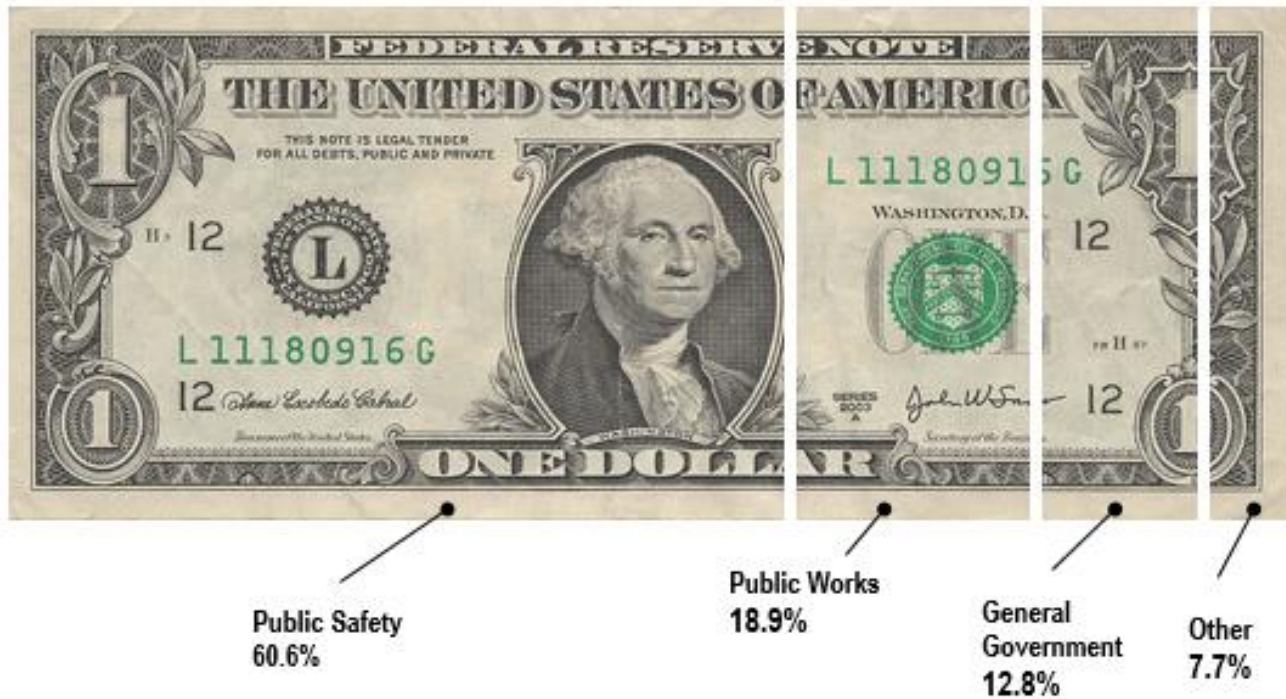 FEDERAL RESERVE NOTE
THE UNITED STATES OF AMERICA
THIS NOTE IS LEGAL TENDER
FOR ALL DEBTS, PUBLIC AND PRIVATE
L 11180916 G
WASHINGTON, D.
1
1
12
L
12
L 11180916 G
12
SERIES
2003
A
12
1
1
WASHINGTON
ONE DOLLAR
Public Safety
60.6%
Public Works
18.9%
General
Government
12.8%
Other
7.7%